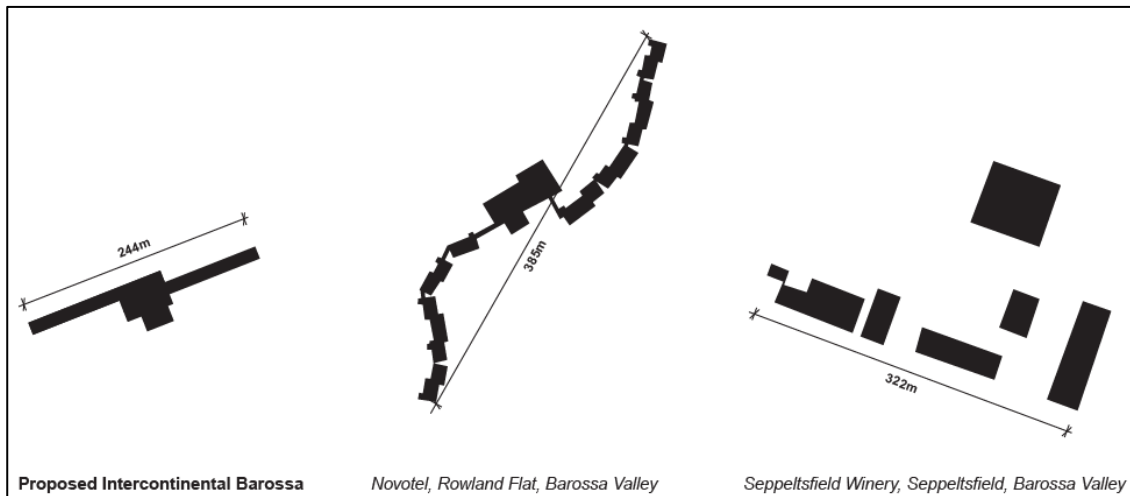 244m
385m
322m
Proposed Intercontinental Barossa
Novotel, Rowland Flat, Barossa Valley
Seppeltsfield Winery, Seppeltsfield, Barossa Valley